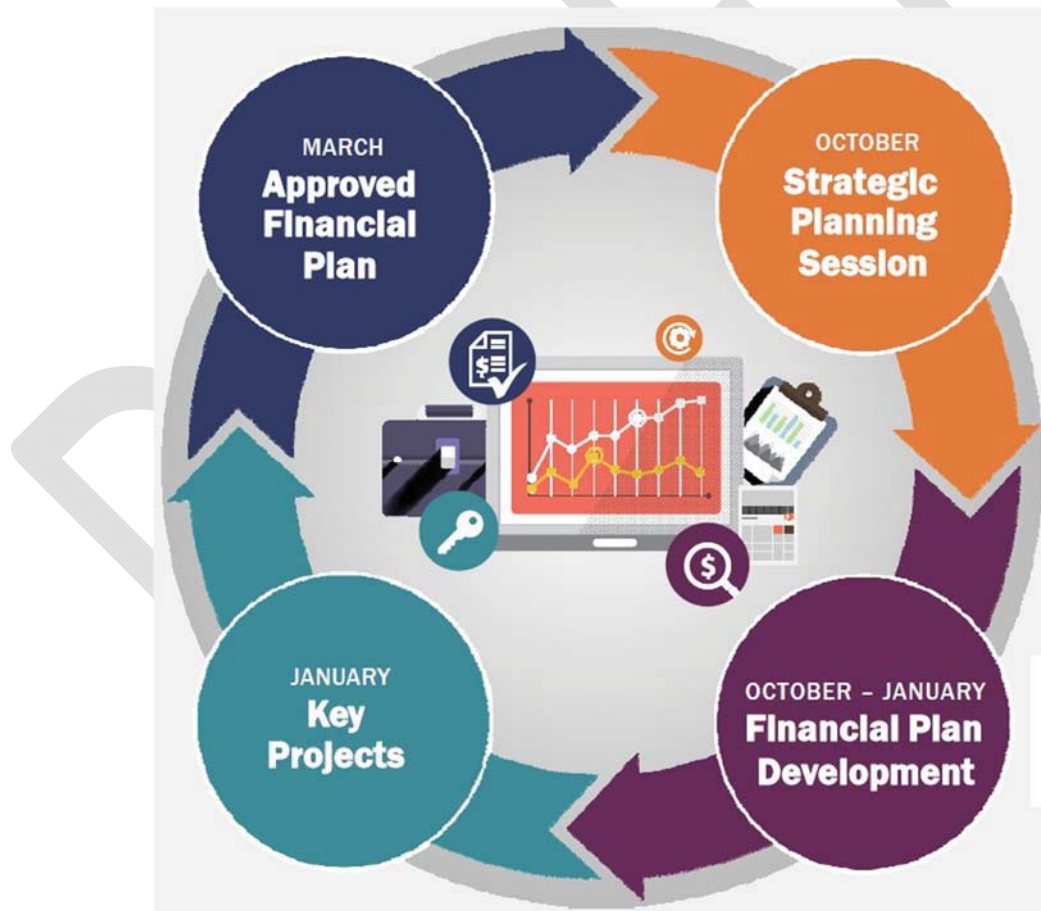 MARCH
Approved
Financial
Plan
OCTOBER
Strategic
Planning
Session
OCTOBER – JANUARY
Financial Plan
Development
JANUARY
Key
Projects
$
$